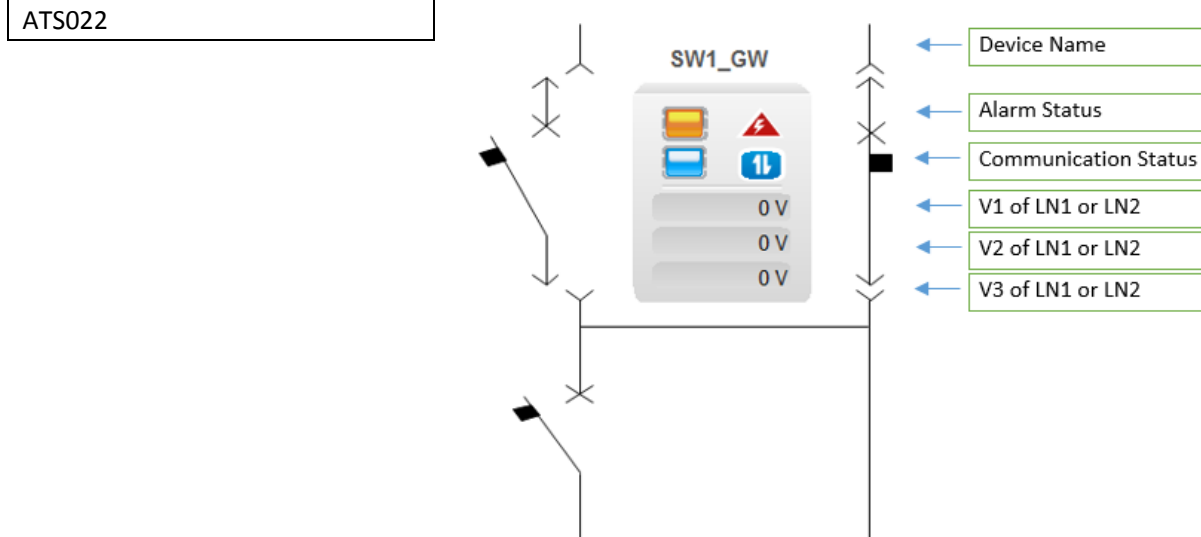 ATS022
SW1_GW
Device Name
Alarm Status
Communication Status
0 V
V1 of LN1 or LN2
0 V
V2 of LN1 or LN2
0 V
V3 of LN1 or LN2